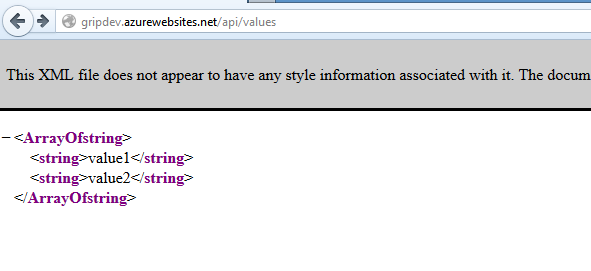 gripdev.azurewebsites.net/api/values
This XML file does not appear to have any style information associated with it. The docum
− <ArrayOfstring>
<string>value1</string>
<string>value2</string>
</ArrayOfstring>